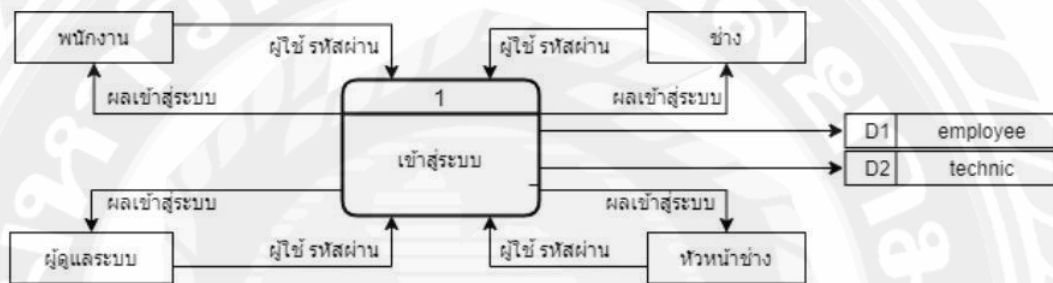 พนักงาน
ผู้ใช้ รหัสผ่าน
ผู้ใช้ รหัสผ่าน
ช่าง
ผลเข้าสู่ระบบ
1
ผลเข้าสู่ระบบ
เข้าสู่ระบบ
D1 employee
D2 technic
ผลเข้าสู่ระบบ
ผลเข้าสู่ระบบ
ผู้ดูแลระบบ
ผู้ใช้ รหัสผ่าน
ผู้ใช้ รหัสผ่าน
หัวหน้าช่าง